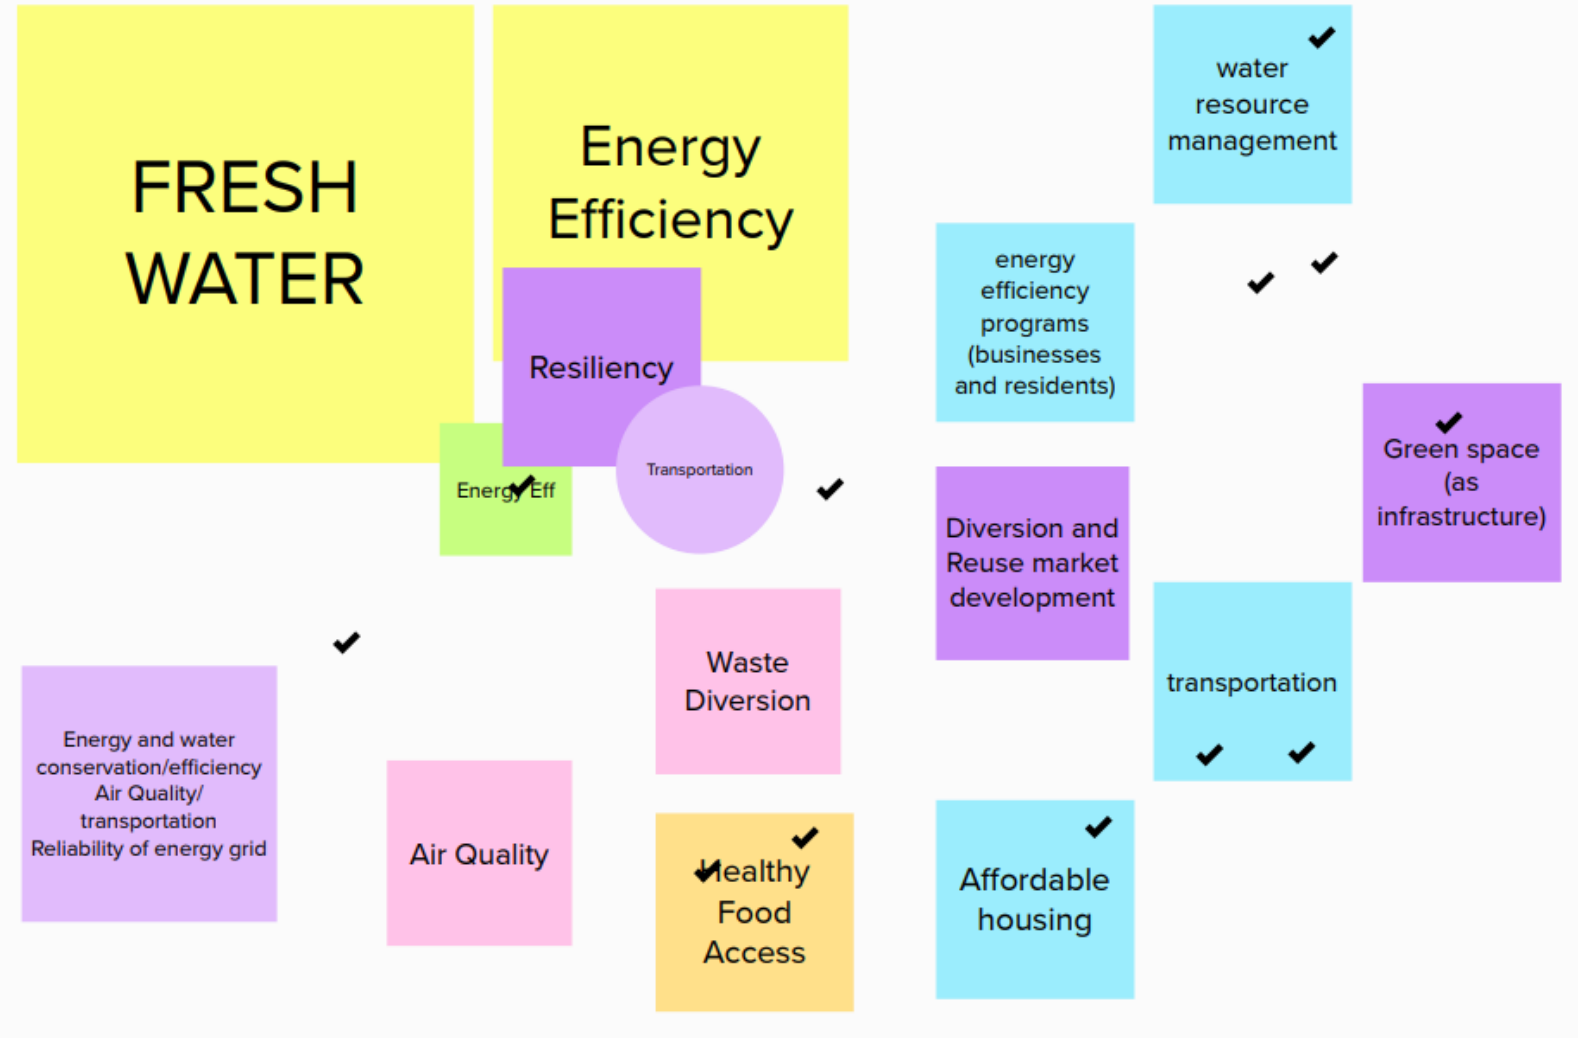 FRESH
WATER
Energy
Efficiency
Resiliency
Energy Eff
Transportation
water
resource
management
energy
efficiency
programs
(businesses
and residents)
Green space
(as
infrastructure)
Diversion and
Reuse market
development
transportation
Waste
Diversion
Energy and water
conservation/efficiency
Air Quality/
transportation
Reliability of energy grid
Air Quality
Healthy
Food
Access
Affordable
housing